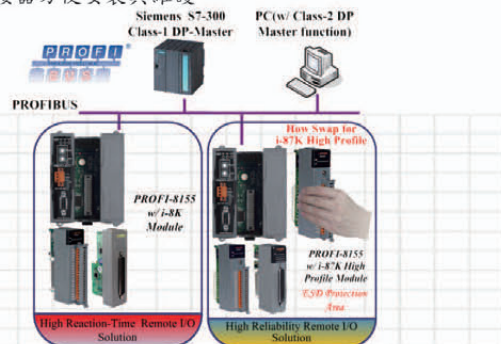 Siemens S7-300
Class-1 DP-Master
PC(w/ Class-2 DP
Master function)
PROFI
BUS
PROFIBUS
How Swap for
i-87K High Profile
PROFI-8155
w/ i-8K
Module
PROFI-8155
w/ i-87K High
Profile Module
ESD Protection
Area
High Reaction-Time Remote I/O
Solution
High Reliability Remote I/O
Solution